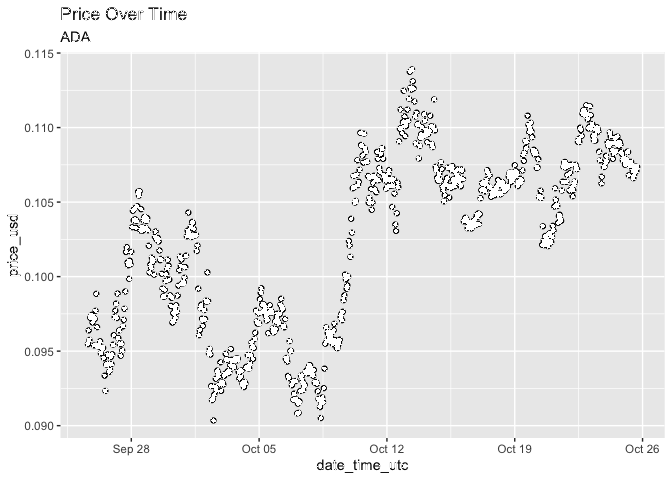 Price Over Time
ADA
0.115
0.110
0.105
0.100
0.095
0.090
price_usd
Sep 28
Oct 05
Oct 12
Oct 19
Oct 26
date_time_utc